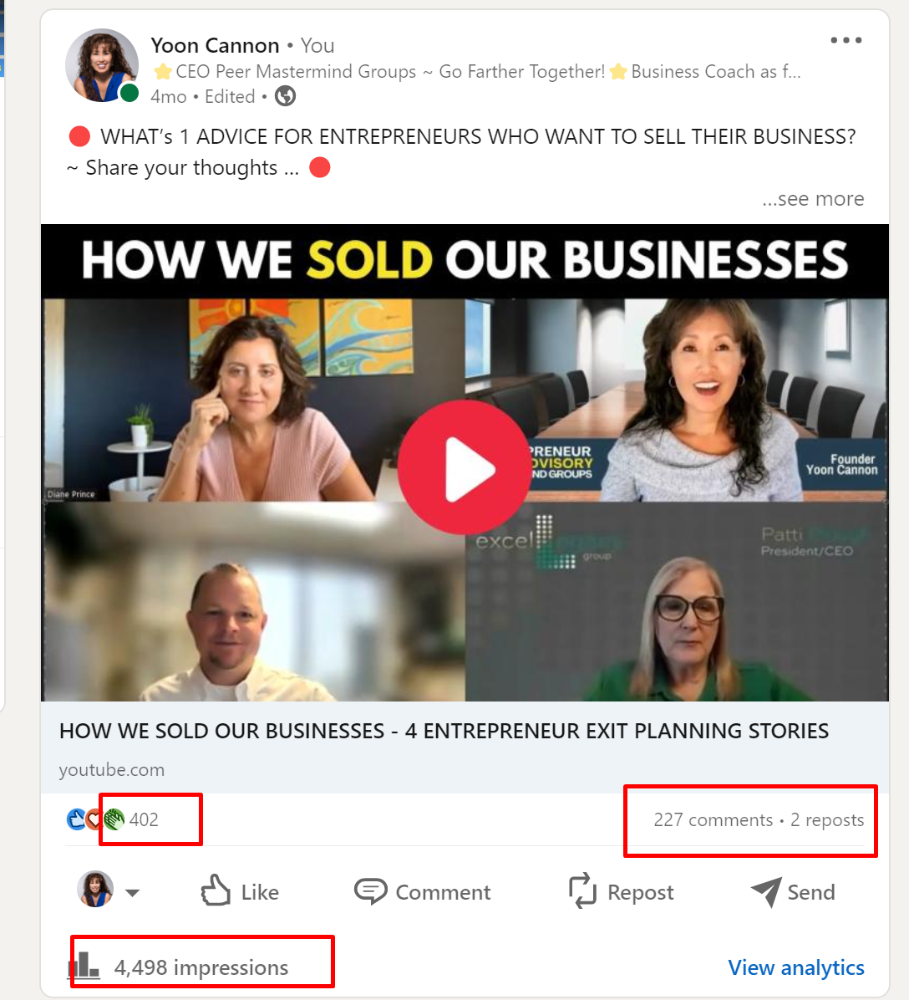 Yoon Cannon • You
⭐CEO Peer Mastermind Groups ~ Go Farther Together!⭐Business Coach as f...
4mo • Edited •
🔴 WHAT’s 1 ADVICE FOR ENTREPRENEURS WHO WANT TO SELL THEIR BUSINESS?
~ Share your thoughts ... 🔴
...see more
HOW WE SOLD OUR BUSINESSES
PRENEUR
OVISORY
ND GROUPS
Founder
Yoon Cannon
Diane Prince
excel
group
Patti
President/CEO
HOW WE SOLD OUR BUSINESSES - 4 ENTREPRENEUR EXIT PLANNING STORIES
youtube.com
402
227 comments • 2 reposts
Like
Comment
Repost
Send
4,498 impressions
View analytics